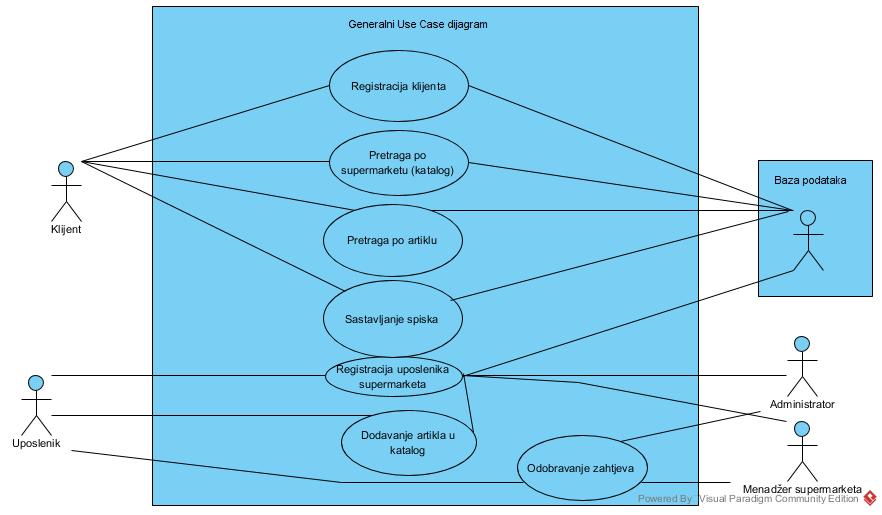 Generalni Use Case dijagram
Registracija klijenta
Pretraga po
supermarketu (katalog)
Baza podataka
Klijent
Pretraga po artiklu
Sastavljanje spiska
Registracija uposlenika
supermarketa
Administrator
Uposlenik
Dodavanje artikla u
katalog
Odobravanje zahtjeva
Menadžer supermarketa
Powered By Visual Paradigm Community Edition